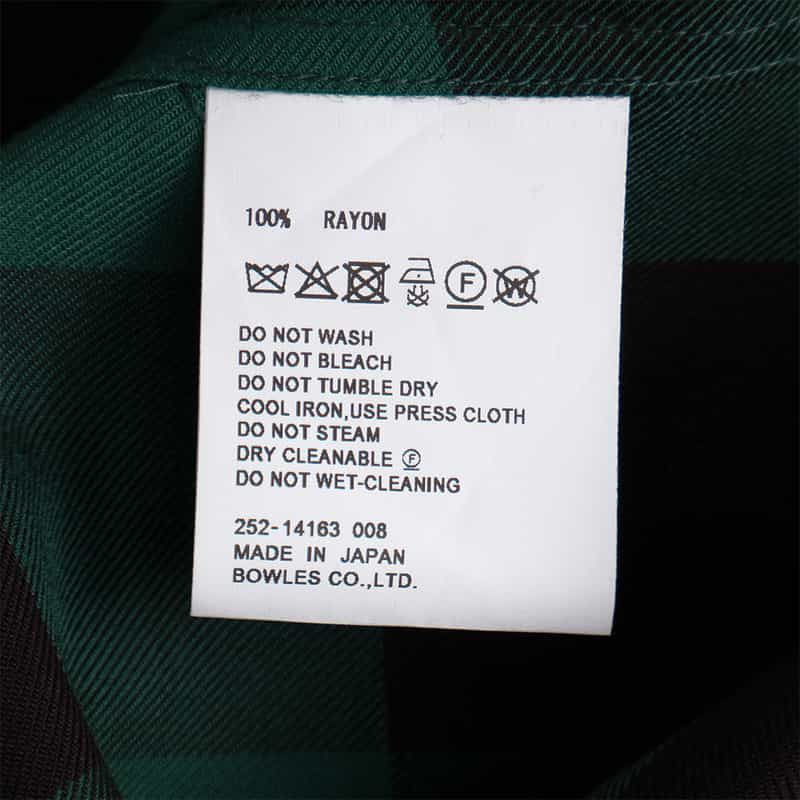 100% RAYON
F W
DO NOT WASH
DO NOT BLEACH
DO NOT TUMBLE DRY
COOL IRON,USE PRESS CLOTH
DO NOT STEAM
DRY CLEANABLE Ⓕ
DO NOT WET-CLEANING
252-14163 008
MADE IN JAPAN
BOWLES CO.,LTD.